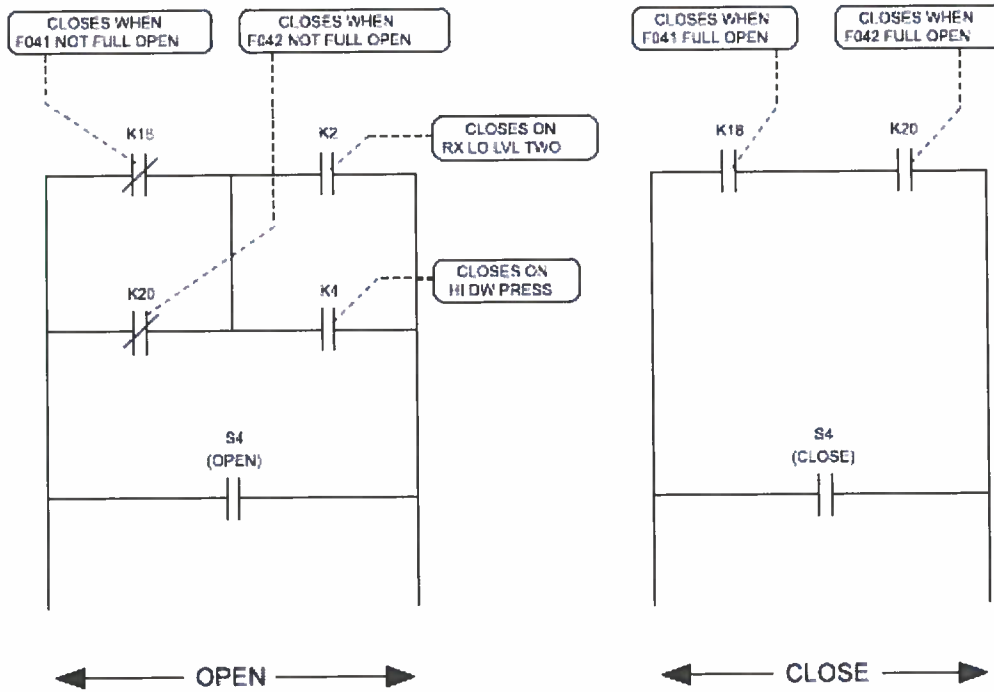 CLOSES WHEN
F041 NOT FULL OPEN
CLOSES WHEN
F042 NOT FULL OPEN
CLOSES WHEN
F041 FULL OPEN
CLOSES WHEN
F042 FULL OPEN
K18
K2
CLOSES ON
RX LO LVL TWO
K18
K20
K20
K4
CLOSES ON
HI DW PRESS
S4
(OPEN)
S4
(CLOSE)
OPEN
CLOSE